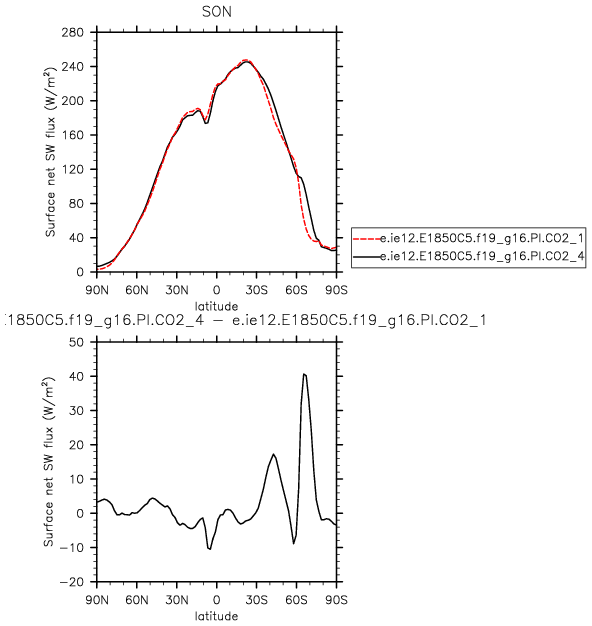 SON
Surface net SW flux (W/m²)
280
240
200
160
120
80
40
0
90N 60N 30N 0 30S 60S 90S
latitude
e.ie12.E1850C5.f19_g16.PI.CO2_1
e.ie12.E1850C5.f19_g16.PI.CO2_4
.1850C5.f19_g16.PI.CO2_4 − e.ie12.E1850C5.f19_g16.PI.CO2_1
Surface net SW flux (W/m²)
50
40
30
20
10
0
−10
−20
90N 60N 30N 0 30S 60S 90S
latitude